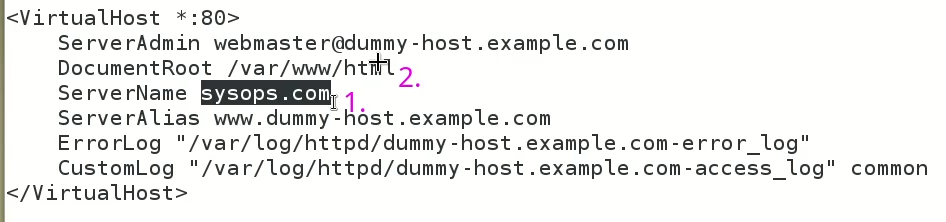 <VirtualHost *:80>
ServerAdmin webmaster@dummy-host.example.com
DocumentRoot /var/www/html 2.
ServerName sysops.com 1.
ServerAlias www.dummy-host.example.com
ErrorLog "/var/log/httpd/dummy-host.example.com-error_log"
CustomLog "/var/log/httpd/dummy-host.example.com-access_log" common
</VirtualHost>